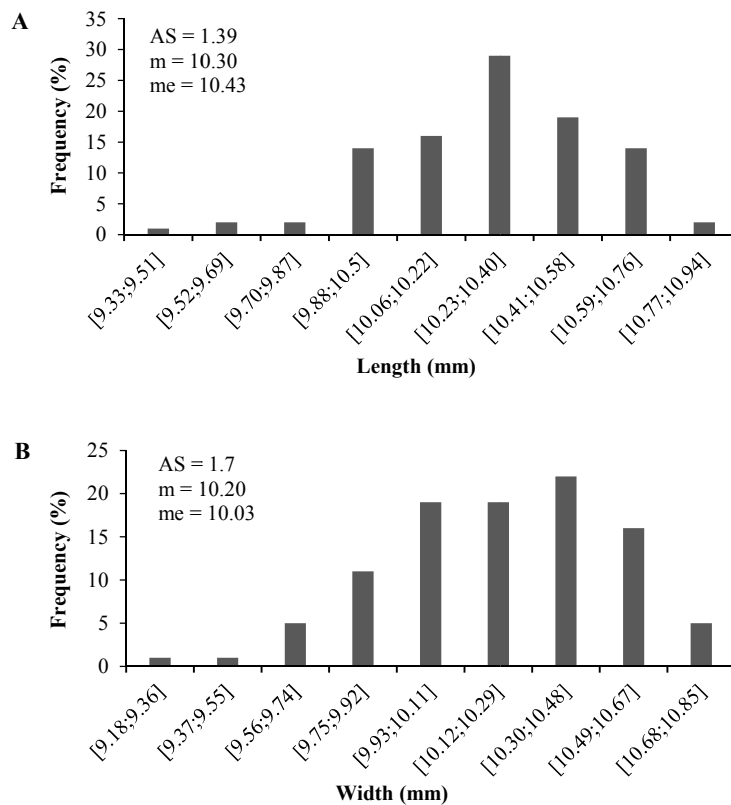 A
AS = 1.39
m = 10.30
me = 10.43
Frequency (%)
35
30
25
20
15
10
5
0
[9.33;9.51]
[9.52;9.69]
[9.70;9.87]
[9.88;10.5]
[10.06;10.22]
[10.23;10.40]
[10.41;10.58]
[10.59;10.76]
[10.77;10.94]
Length (mm)
B
AS = 1.7
m = 10.20
me = 10.03
Frequency (%)
25
20
15
10
5
0
[9.18;9.36]
[9.37;9.55]
[9.56;9.74]
[9.75;9.92]
[9.93;10.11]
[10.12;10.29]
[10.30;10.48]
[10.49;10.67]
[10.68;10.85]
Width (mm)